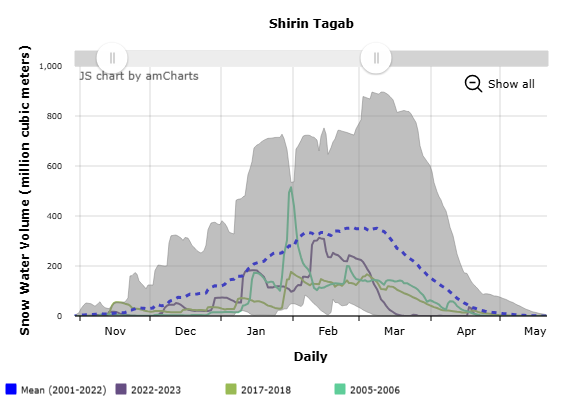 Shirin Tagab
Snow Water Volume (million cubic meters)
1,000
800
600
400
200
0
JS chart by amCharts
Show all
Nov Dec Jan Feb Mar Apr May
Daily
Mean (2001-2022) 2022-2023 2017-2018 2005-2006